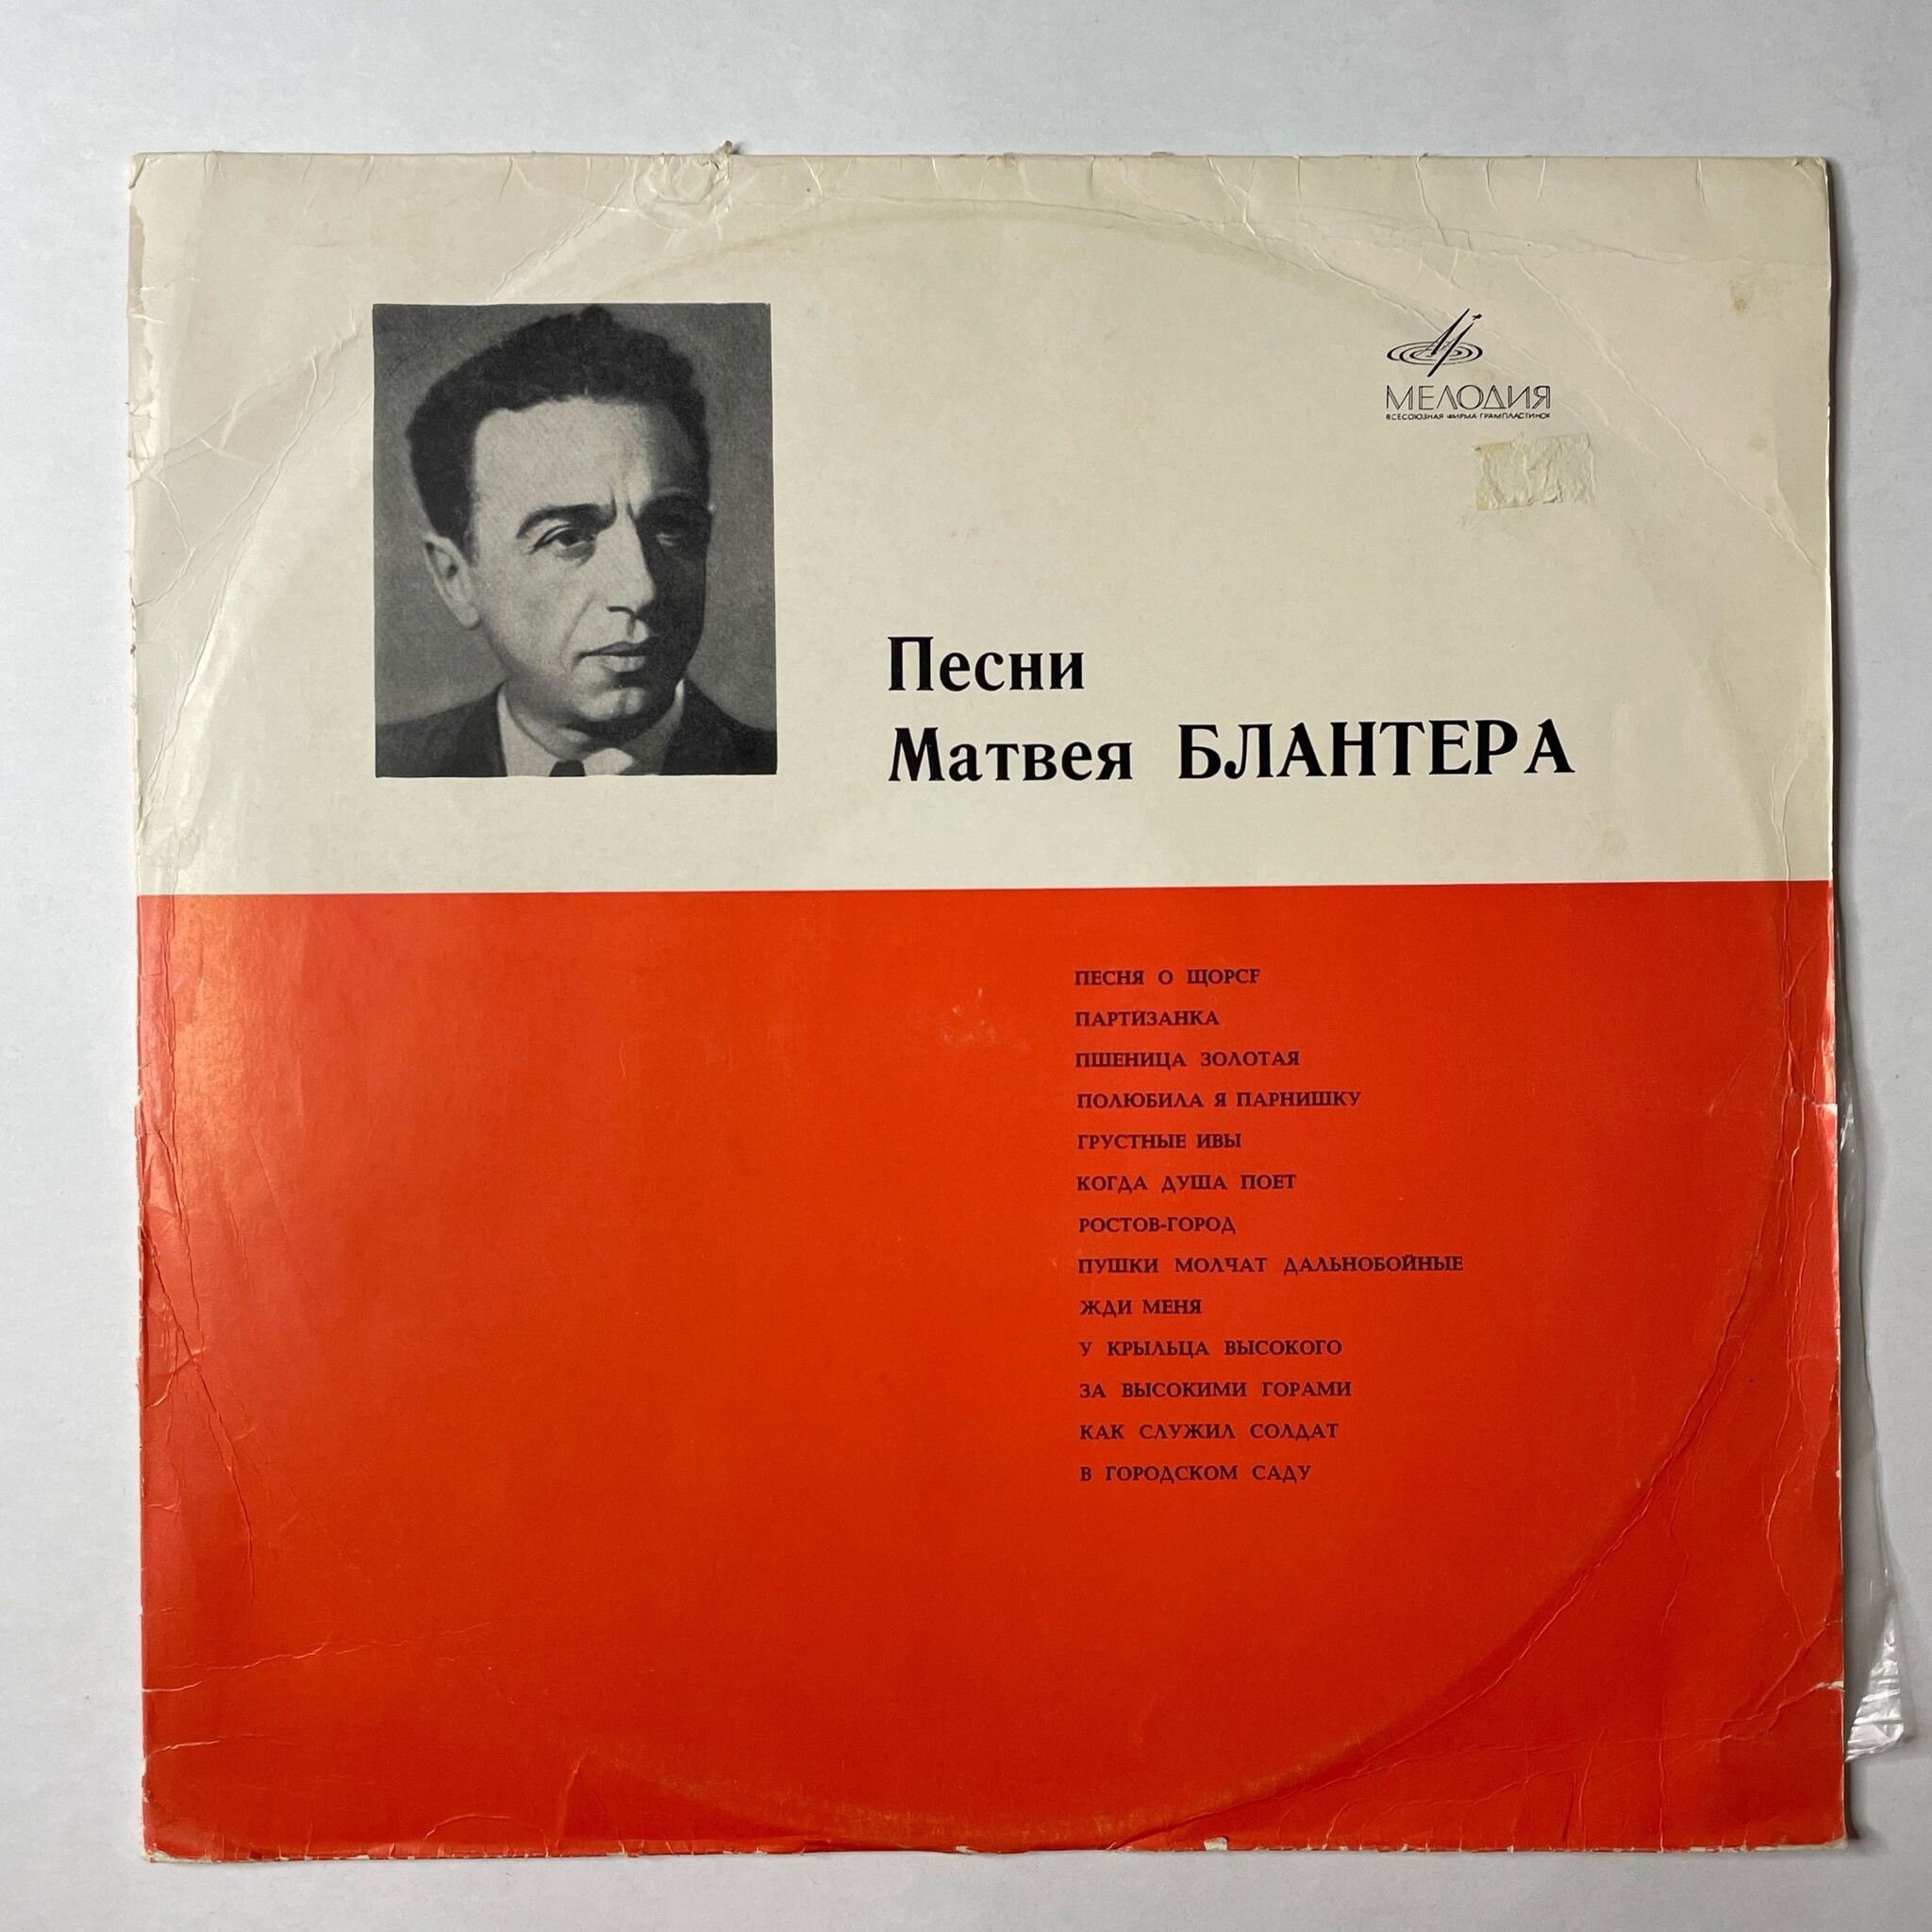 МЕЛОДИЯ
ВСЕСОЮЗНАЯ ФИРМА ГРАМПЛАСТИНОК
Песни
Матвея БЛАНТЕРА
ПЕСНЯ О ЩОРСЕ
ПАРТИЗАНКА
ПШЕНИЦА ЗОЛОТАЯ
ПОЛЮБИЛА Я ПАРНИШКУ
ГРУСТНЫЕ ИВЫ
КОГДА ДУША ПОЕТ
РОСТОВ-ГОРОД
ПУШКИ МОЛЧАТ ДАЛЬНОБОЙНЫЕ
ЖДИ МЕНЯ
У КРЫЛЬЦА ВЫСОКОГО
ЗА ВЫСОКИМИ ГОРАМИ
КАК СЛУЖИЛ СОЛДАТ
В ГОРОДСКОМ САДУ